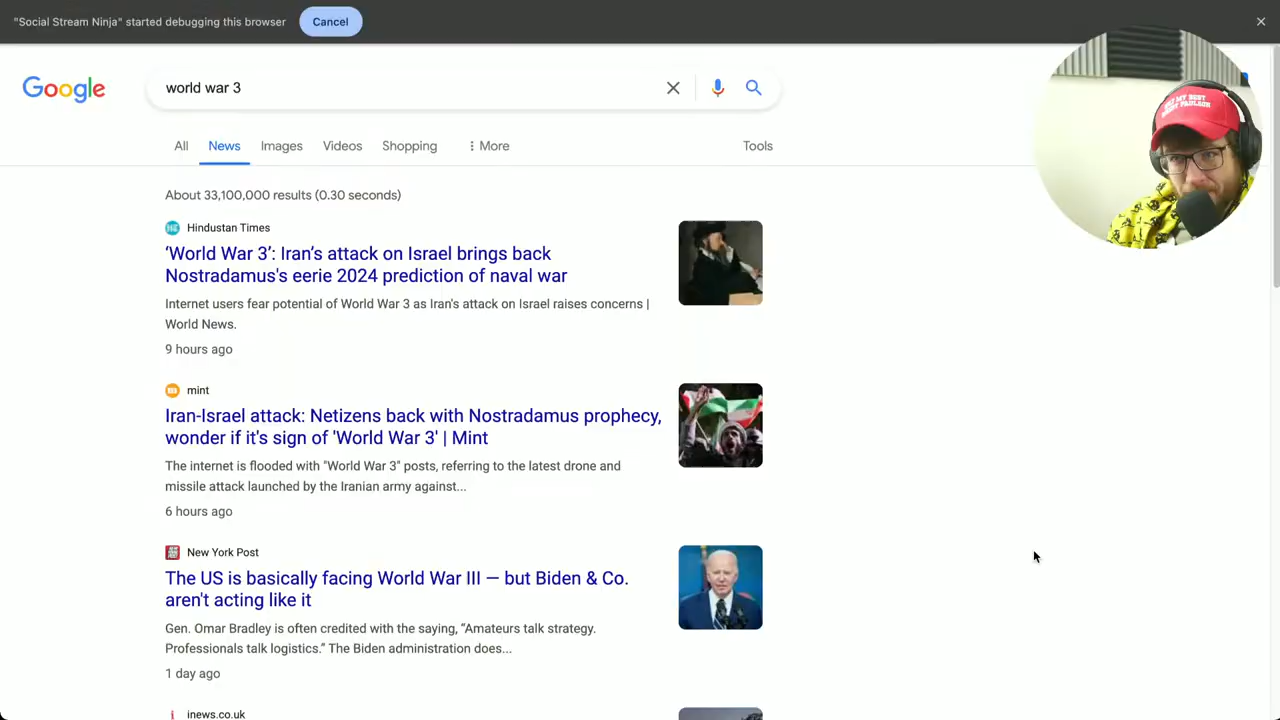 "Social Stream Ninja" started debugging this browser
Cancel
Google
world war 3
All
News
Images
Videos
Shopping
More
Tools
About 33,100,000 results (0.30 seconds)
Hindustan Times
‘World War 3’: Iran’s attack on Israel brings back
Nostradamus's eerie 2024 prediction of naval war
Internet users fear potential of World War 3 as Iran's attack on Israel raises concerns |
World News.
9 hours ago
mint
Iran-Israel attack: Netizens back with Nostradamus prophecy,
wonder if it's sign of 'World War 3' | Mint
The internet is flooded with "World War 3" posts, referring to the latest drone and
missile attack launched by the Iranian army against...
6 hours ago
New York Post
The US is basically facing World War III — but Biden & Co.
aren't acting like it
Gen. Omar Bradley is often credited with the saying, “Amateurs talk strategy.
Professionals talk logistics.” The Biden administration does...
1 day ago
inews.co.uk